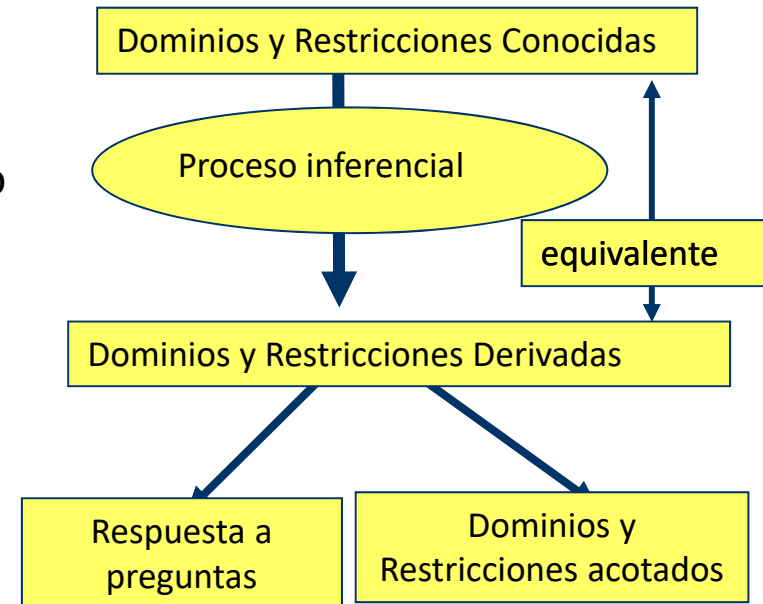 Dominios y Restricciones Conocidas
o
Proceso inferencial
equivalente
Dominios y Restricciones Derivadas
Respuesta a
preguntas
Dominios y
Restricciones acotados